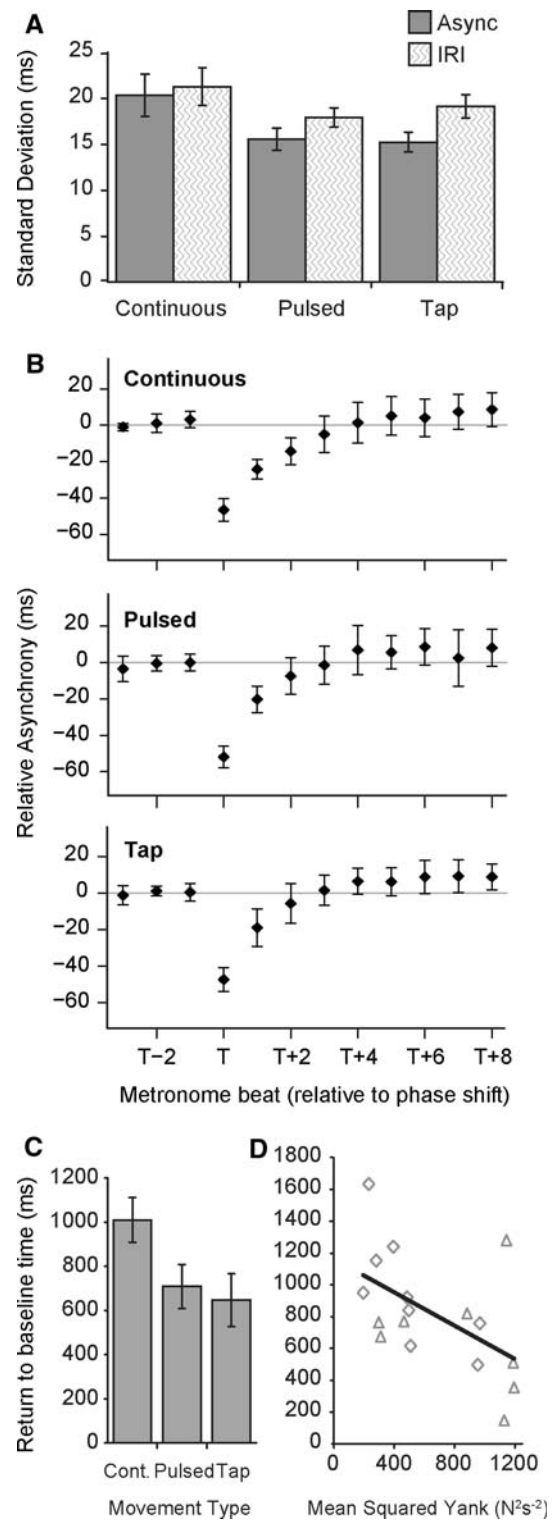 A
Async
IRI
Standard Deviation (ms)
25
20
15
10
5
0
Continuous Pulsed Tap
B
Relative Asynchrony (ms)
Continuous
20
0
−20
−40
−60
Pulsed
20
0
−20
−40
−60
Tap
20
0
−20
−40
−60
T−2 T T+2 T+4 T+6 T+8
Metronome beat (relative to phase shift)
C
Return to baseline time (ms)
1200
1000
800
600
400
200
0
Cont. Pulsed Tap
Movement Type
D
1800
1600
1400
1200
1000
800
600
400
200
0
0 400 800 1200
Mean Squared Yank (N²s⁻²)